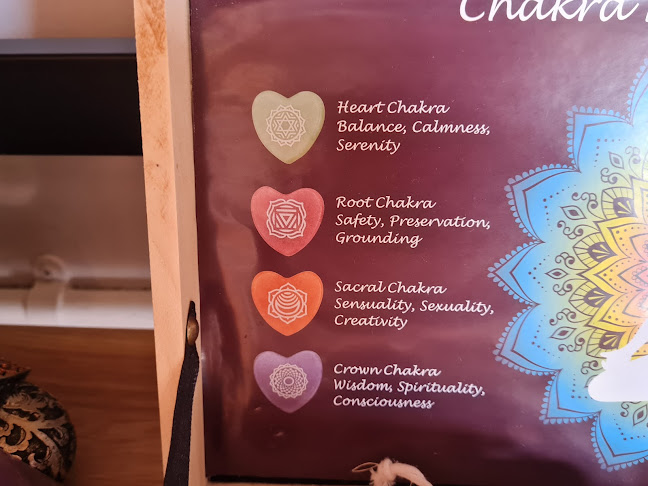 Chakra
Heart Chakra
Balance, Calmness,
Serenity
Root Chakra
Safety, Preservation,
Grounding
Sacral Chakra
Sensuality, Sexuality,
Creativity
Crown Chakra
Wisdom, Spirituality,
Consciousness